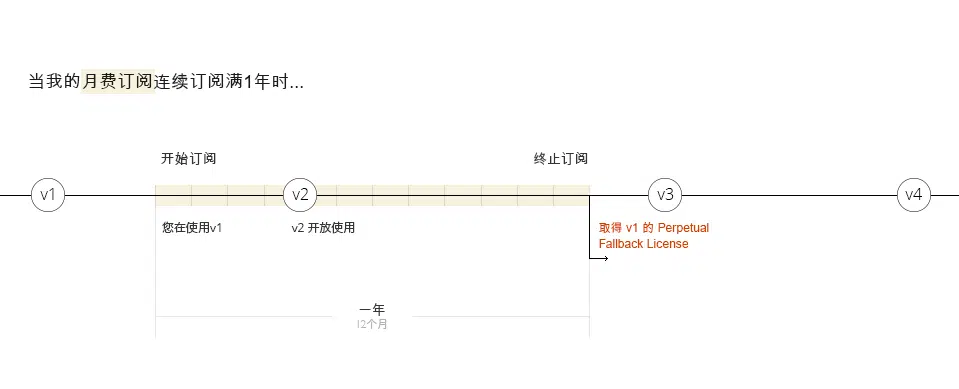 当我的月费订阅连续订阅满1年时...
开始订阅
终止订阅
v1
v2
v3
v4
您在使用v1
v2 开放使用
取得 v1 的 Perpetual
Fallback License
一年
12个月